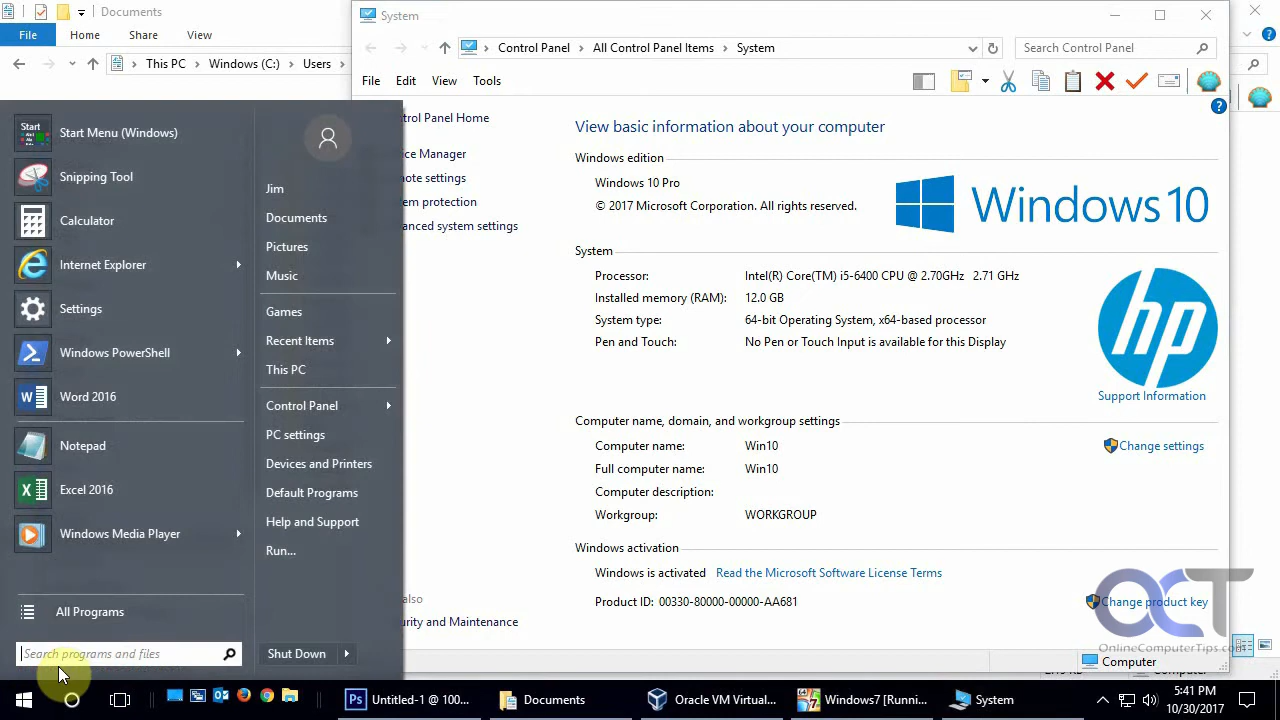 Documents
File Home Share View
This PC Windows (C:) Users
System
Control Panel All Control Panel Items System
Search Control Panel
File Edit View Tools
Start
Start Menu (Windows)
Snipping Tool
Calculator
Internet Explorer
Settings
Windows PowerShell
Word 2016
Notepad
Excel 2016
Windows Media Player
All Programs
Search programs and files
Jim
Documents
Pictures
Music
Games
Recent Items
This PC
Control Panel
PC settings
Devices and Printers
Default Programs
Help and Support
Run...
Shut Down
trol Panel Home
ice Manager
ote settings
em protection
anced system settings
also
urity and Maintenance
View basic information about your computer
Windows edition
Windows 10 Pro
© 2017 Microsoft Corporation. All rights reserved.
Windows 10
System
Processor: Intel(R) Core(TM) i5-6400 CPU @ 2.70GHz 2.71 GHz
Installed memory (RAM): 12.0 GB
System type: 64-bit Operating System, x64-based processor
Pen and Touch: No Pen or Touch Input is available for this Display
hp
Support Information
Computer name, domain, and workgroup settings
Computer name: Win10
Change settings
Full computer name: Win10
Computer description:
Workgroup: WORKGROUP
Windows activation
Windows is activated Read the Microsoft Software License Terms
Product ID: 00330-80000-00000-AA681
Change product key
OCT
OnlineComputerTips.com
Computer
Untitled-1 @ 100...
Documents
Oracle VM Virtual...
Windows7 [Runni...
System
5:41 PM
10/30/2017